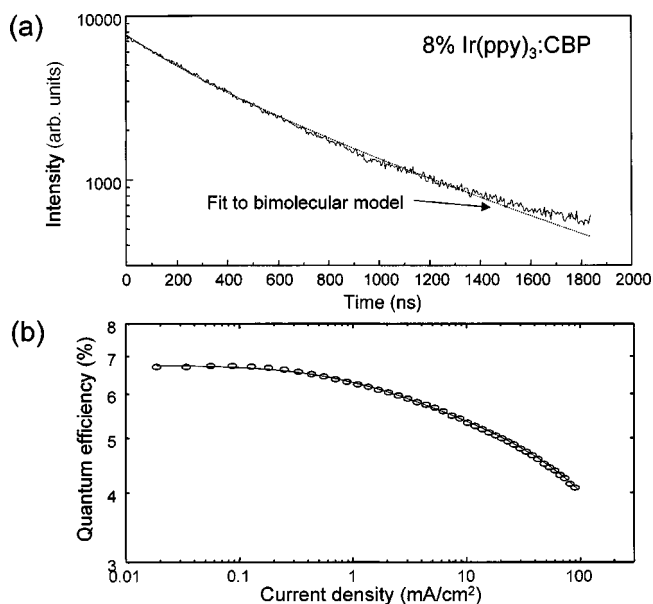 (a)
8% Ir(ppy)3:CBP
10000
1000
Intensity (arb. units)
Fit to bimolecular model
0 200 400 600 800 1000 1200 1400 1600 1800 2000
Time (ns)
(b)
8
7
6
5
4
3
Quantum efficiency (%)
0.01 0.1 1 10 100
Current density (mA/cm²)